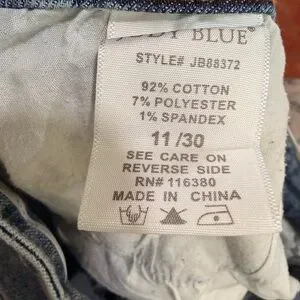 BLUE®
STYLE# JB88372
92% COTTON
7% POLYESTER
1% SPANDEX
11/30
SEE CARE ON
REVERSE SIDE
RN# 116380
MADE IN CHINA